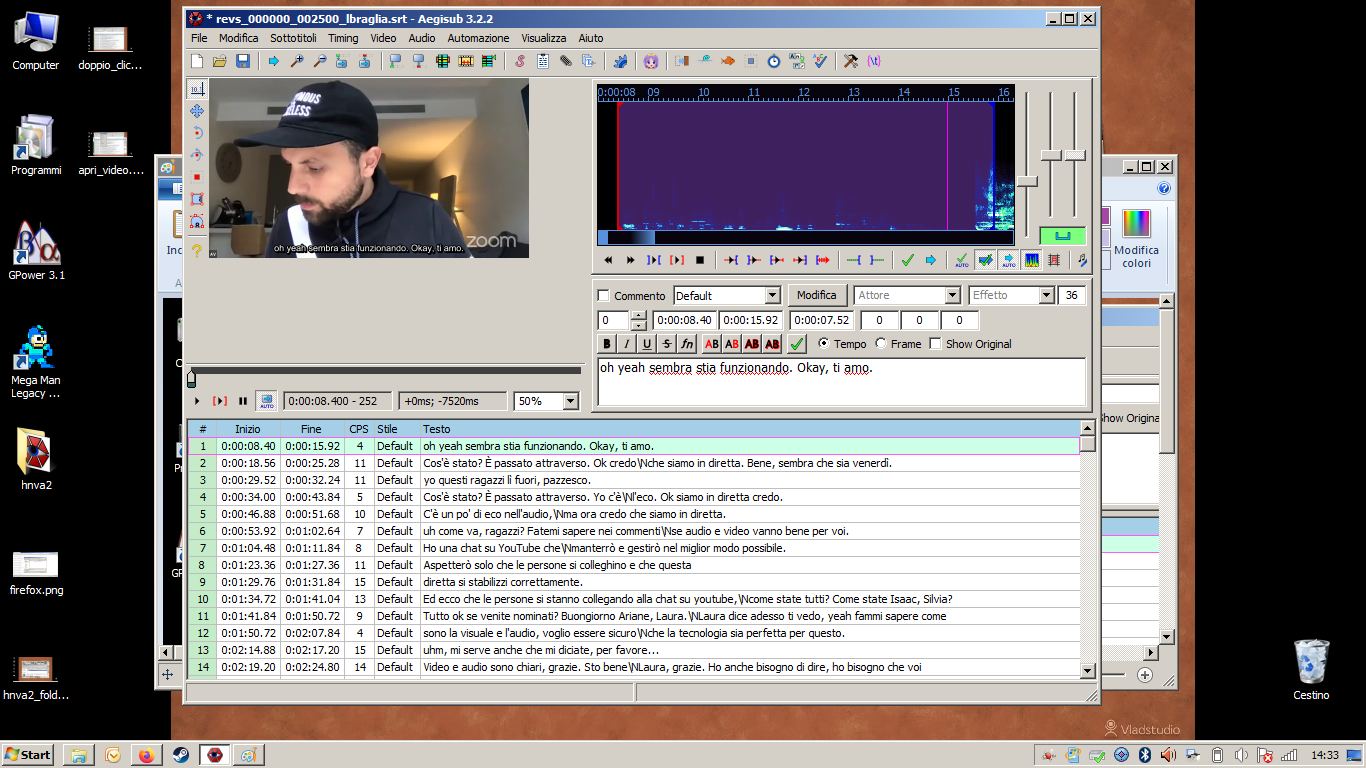 * revs_000000_002500_lbraglia.srt - Aegisub 3.2.2
File Modifica Sottotitoli Timing Video Audio Automazione Visualizza Aiuto
Computer
doppio_clic...
Programmi
apri_video....
GPower 3.1
Mega Man
Legacy ...
hnva2
firefox.png
hnva2_fold...
Cestino
oh yeah sembra stia funzionando. Okay, ti amo.
zoom
0:00:08 09 10 11 12 13 14 15 16
Modifica
colori
Commento Default Modifica Attore Effetto 36
0 0:00:08.40 0:00:15.92 0:00:07.52 0 0 0
B I U S fn AB AB AB AB Tempo Frame Show Original
oh yeah sembra stia funzionando. Okay, ti amo.
Show Origina
0:00:08.400 - 252 +0ms; -7520ms 50%
# Inizio Fine CPS Stile Testo
1 0:00:08.40 0:00:15.92 4 Default oh yeah sembra stia funzionando. Okay, ti amo.
2 0:00:18.56 0:00:25.28 11 Default Cos'è stato? È passato attraverso. Ok credo\Nche siamo in diretta. Bene, sembra che sia venerdì.
3 0:00:29.52 0:00:32.24 11 Default yo questi ragazzi lì fuori, pazzesco.
4 0:00:34.00 0:00:43.84 5 Default Cos'è stato? È passato attraverso. Yo c'è\Nl'eco. Ok siamo in diretta credo.
5 0:00:46.88 0:00:51.68 10 Default C'è un po' di eco nell'audio,\Nma ora credo che siamo in diretta.
6 0:00:53.92 0:01:02.64 7 Default uh come va, ragazzi? Fatemi sapere nei commenti\Nse audio e video vanno bene per voi.
7 0:01:04.48 0:01:11.84 8 Default Ho una chat su YouTube che\Nmanterrò e gestirò nel miglior modo possibile.
8 0:01:23.36 0:01:27.36 11 Default Aspetterò solo che le persone si colleghino e che questa
9 0:01:29.76 0:01:31.84 15 Default diretta si stabilizzi correttamente.
10 0:01:34.72 0:01:41.04 13 Default Ed ecco che le persone si stanno collegando alla chat su youtube,\Ncome state tutti? Come state Isaac, Silvia?
11 0:01:41.84 0:01:50.72 9 Default Tutto ok se venite nominati? Buongiorno Ariane, Laura.\NLaura dice adesso ti vedo, yeah fammi sapere come
12 0:01:50.72 0:02:07.84 4 Default sono la visuale e l'audio, voglio essere sicuro\Nche la tecnologia sia perfetta per questo.
13 0:02:14.88 0:02:17.20 15 Default uhm, mi serve anche che mi diciate, per favore...
14 0:02:19.20 0:02:24.80 14 Default Video e audio sono chiari, grazie. Sto bene\NLaura, grazie. Ho anche bisogno di dire, ho bisogno che voi
Vladstudio
Start
14:33